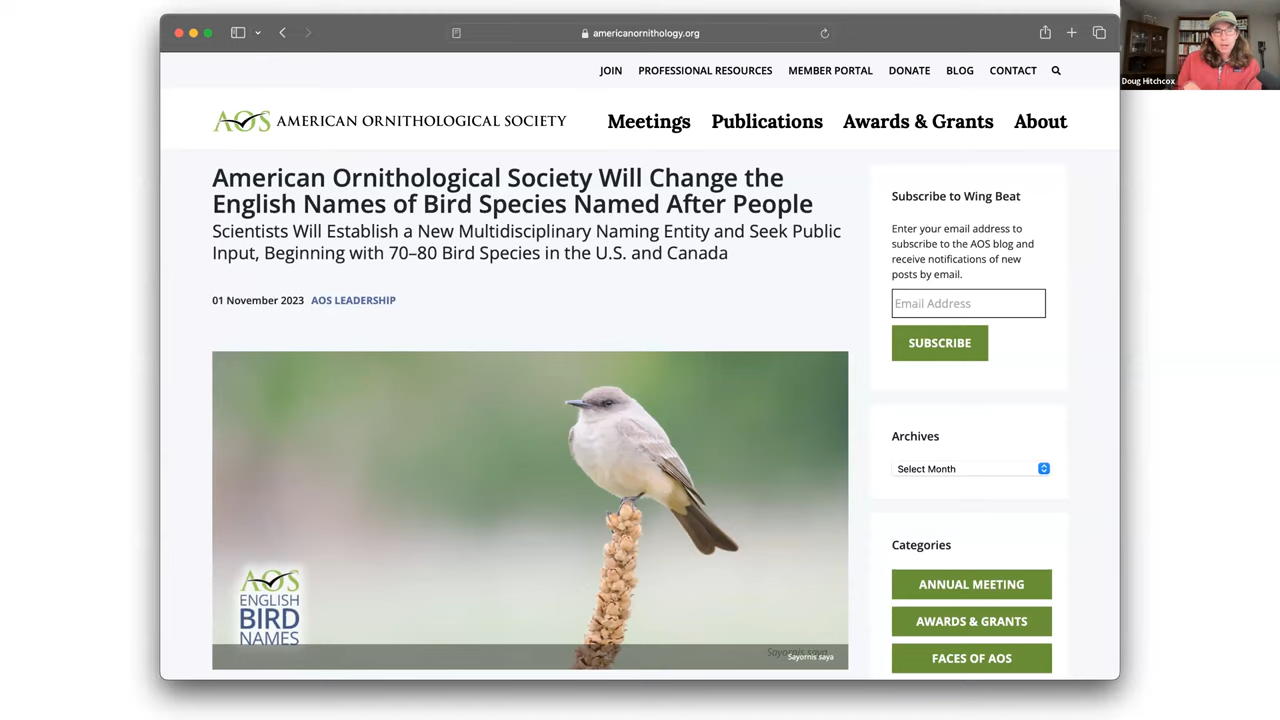 americanornithology.org
Doug Hitchcox
JOIN PROFESSIONAL RESOURCES MEMBER PORTAL DONATE BLOG CONTACT
AOS AMERICAN ORNITHOLOGICAL SOCIETY
Meetings Publications Awards & Grants About
American Ornithological Society Will Change the
English Names of Bird Species Named After People
Scientists Will Establish a New Multidisciplinary Naming Entity and Seek Public
Input, Beginning with 70–80 Bird Species in the U.S. and Canada
01 November 2023 AOS LEADERSHIP
AOS
ENGLISH
BIRD
NAMES
Sayornis saya
Sayornis saya
Subscribe to Wing Beat
Enter your email address to
subscribe to the AOS blog and
receive notifications of new
posts by email.
Email Address
SUBSCRIBE
Archives
Select Month
Categories
ANNUAL MEETING
AWARDS & GRANTS
FACES OF AOS